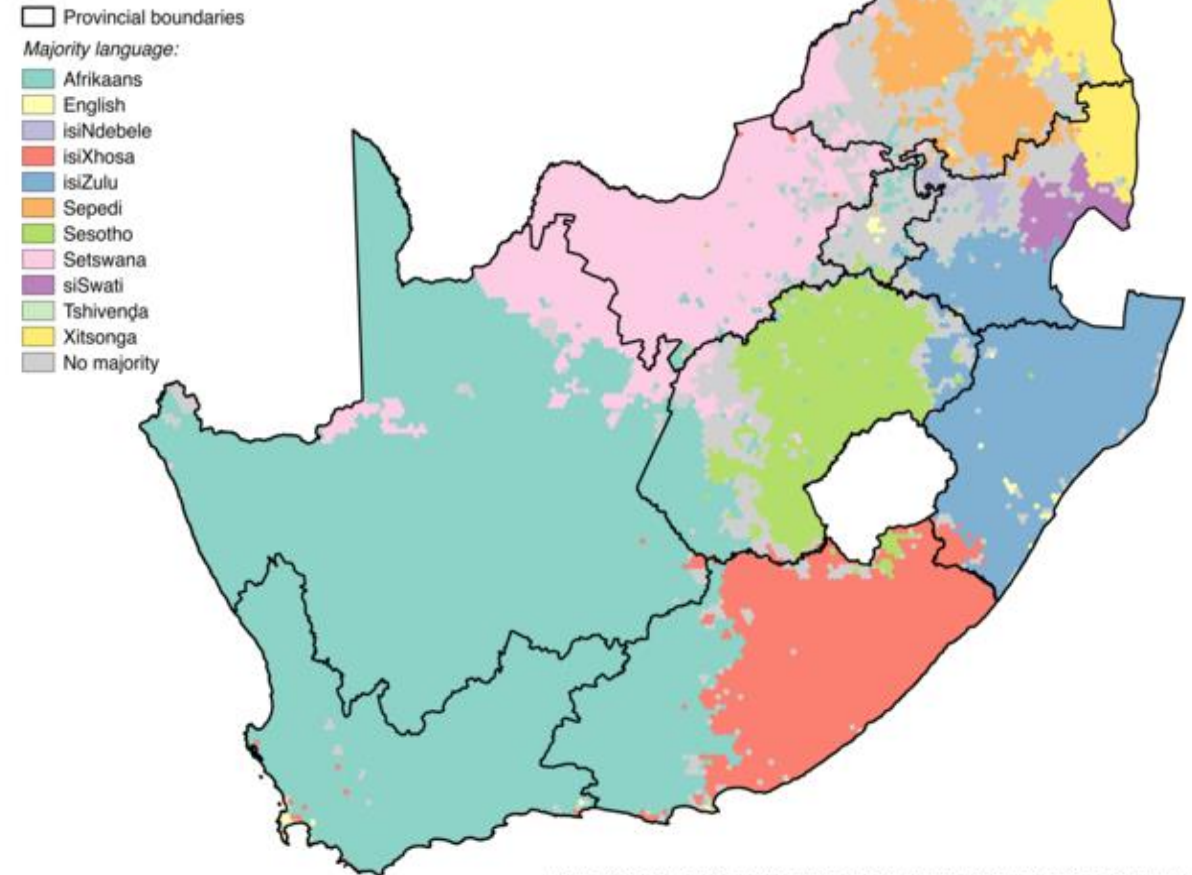 Provincial boundaries
Majority language:
Afrikaans
English
isiNdebele
isiXhosa
isiZulu
Sepedi
Sesotho
Setswana
siSwati
Tshivenḓa
Xitsonga
No majority